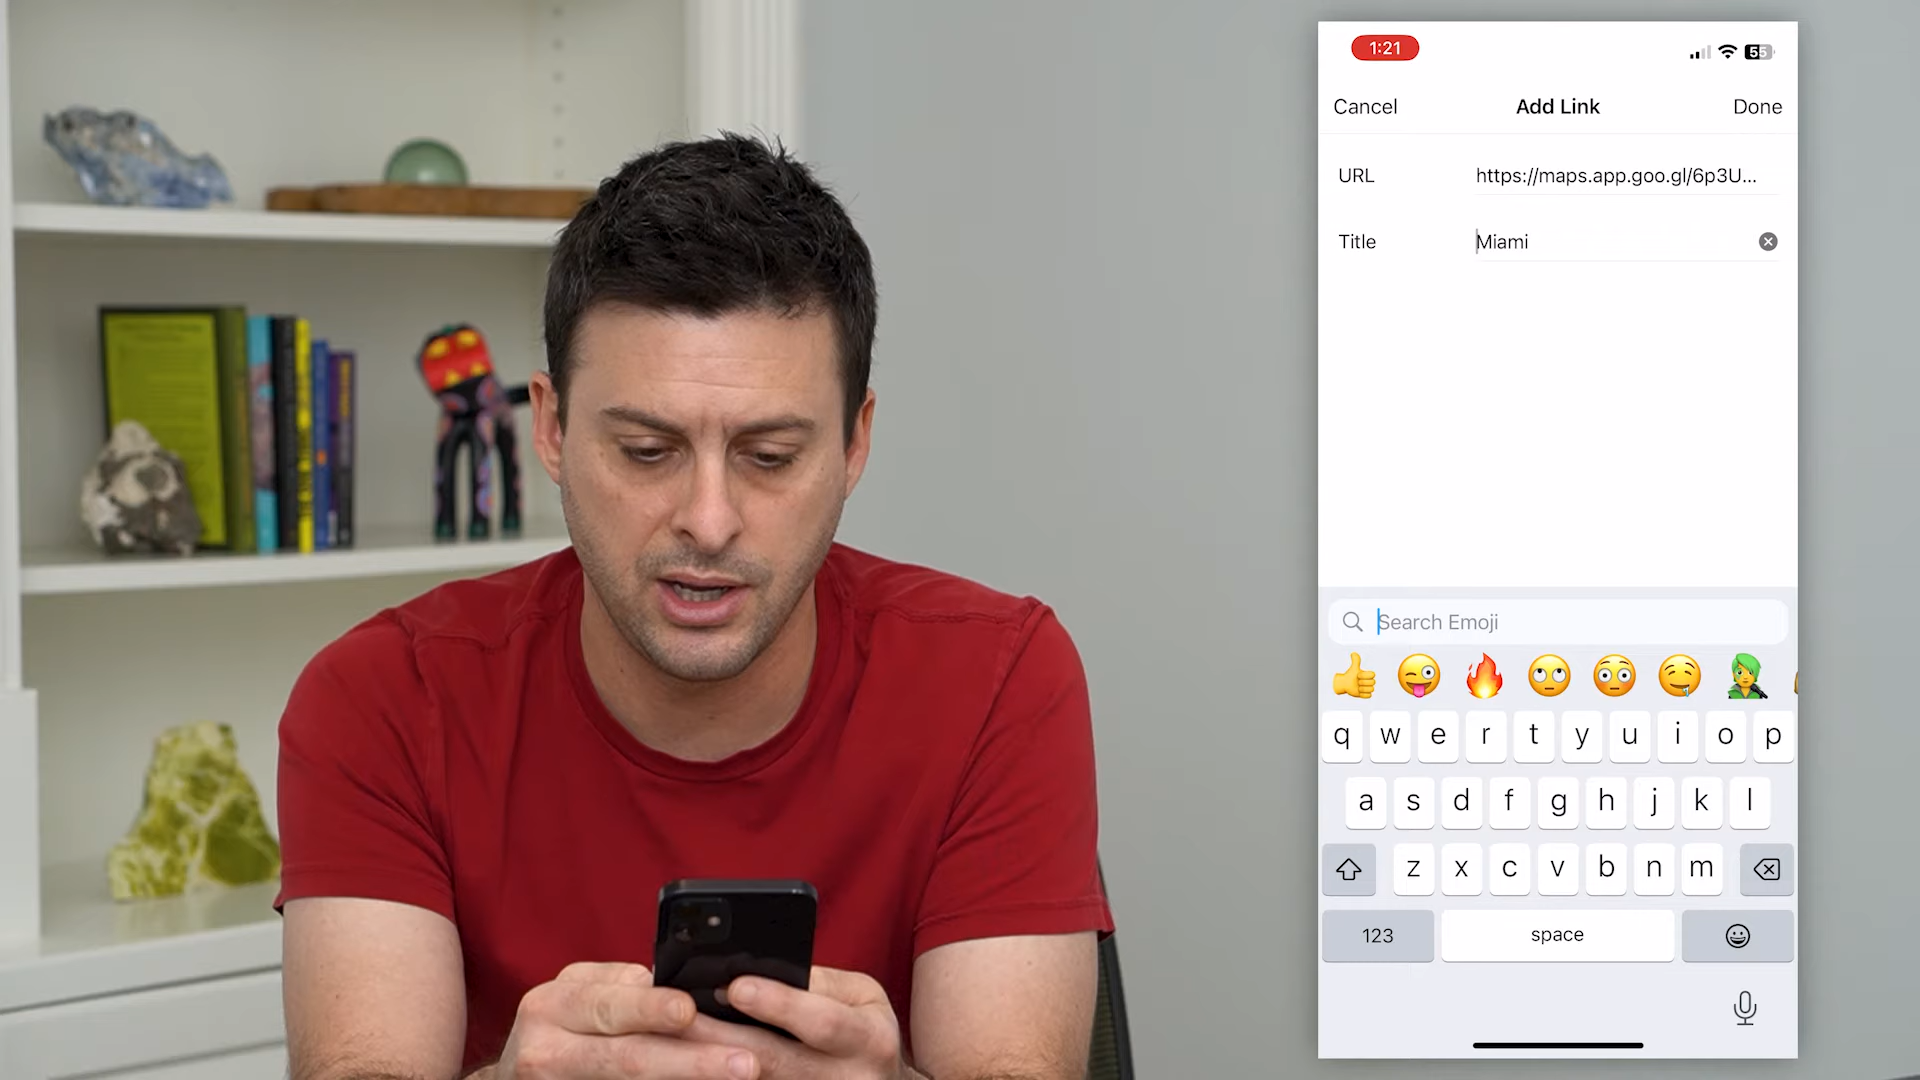 1:21
55
Cancel
Add Link
Done
URL
https://maps.app.goo.gl/6p3U...
Title
Miami
Search Emoji
q w e r t y u i o p
a s d f g h j k l
z x c v b n m
123
space